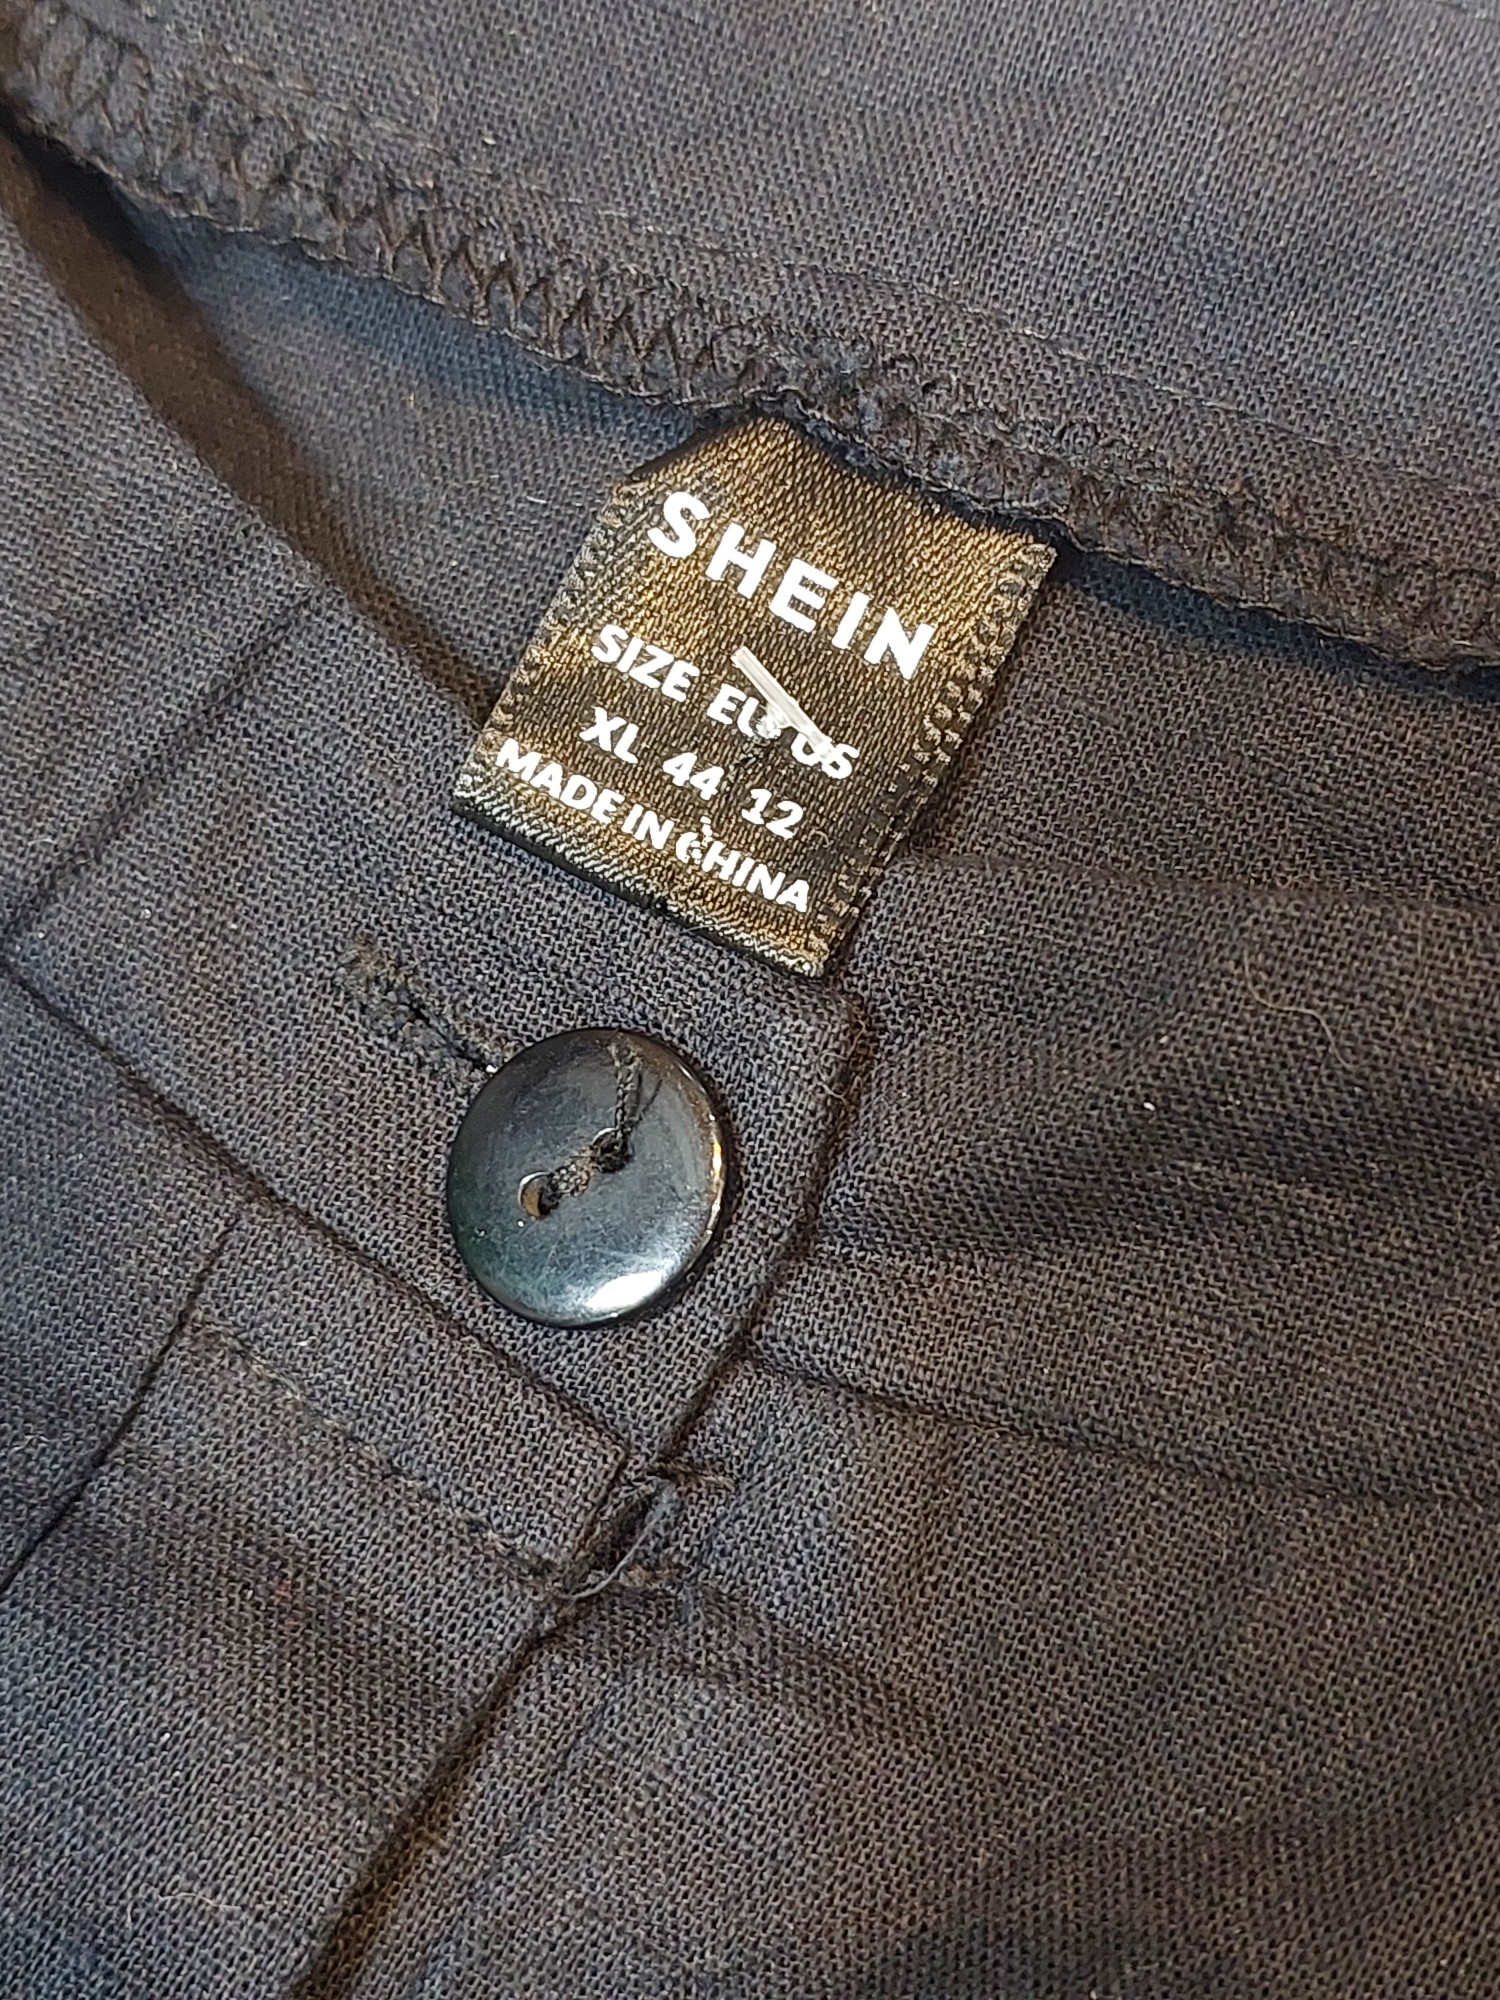 SHEIN
SIZE EU US
XL 44 12
MADE IN CHINA